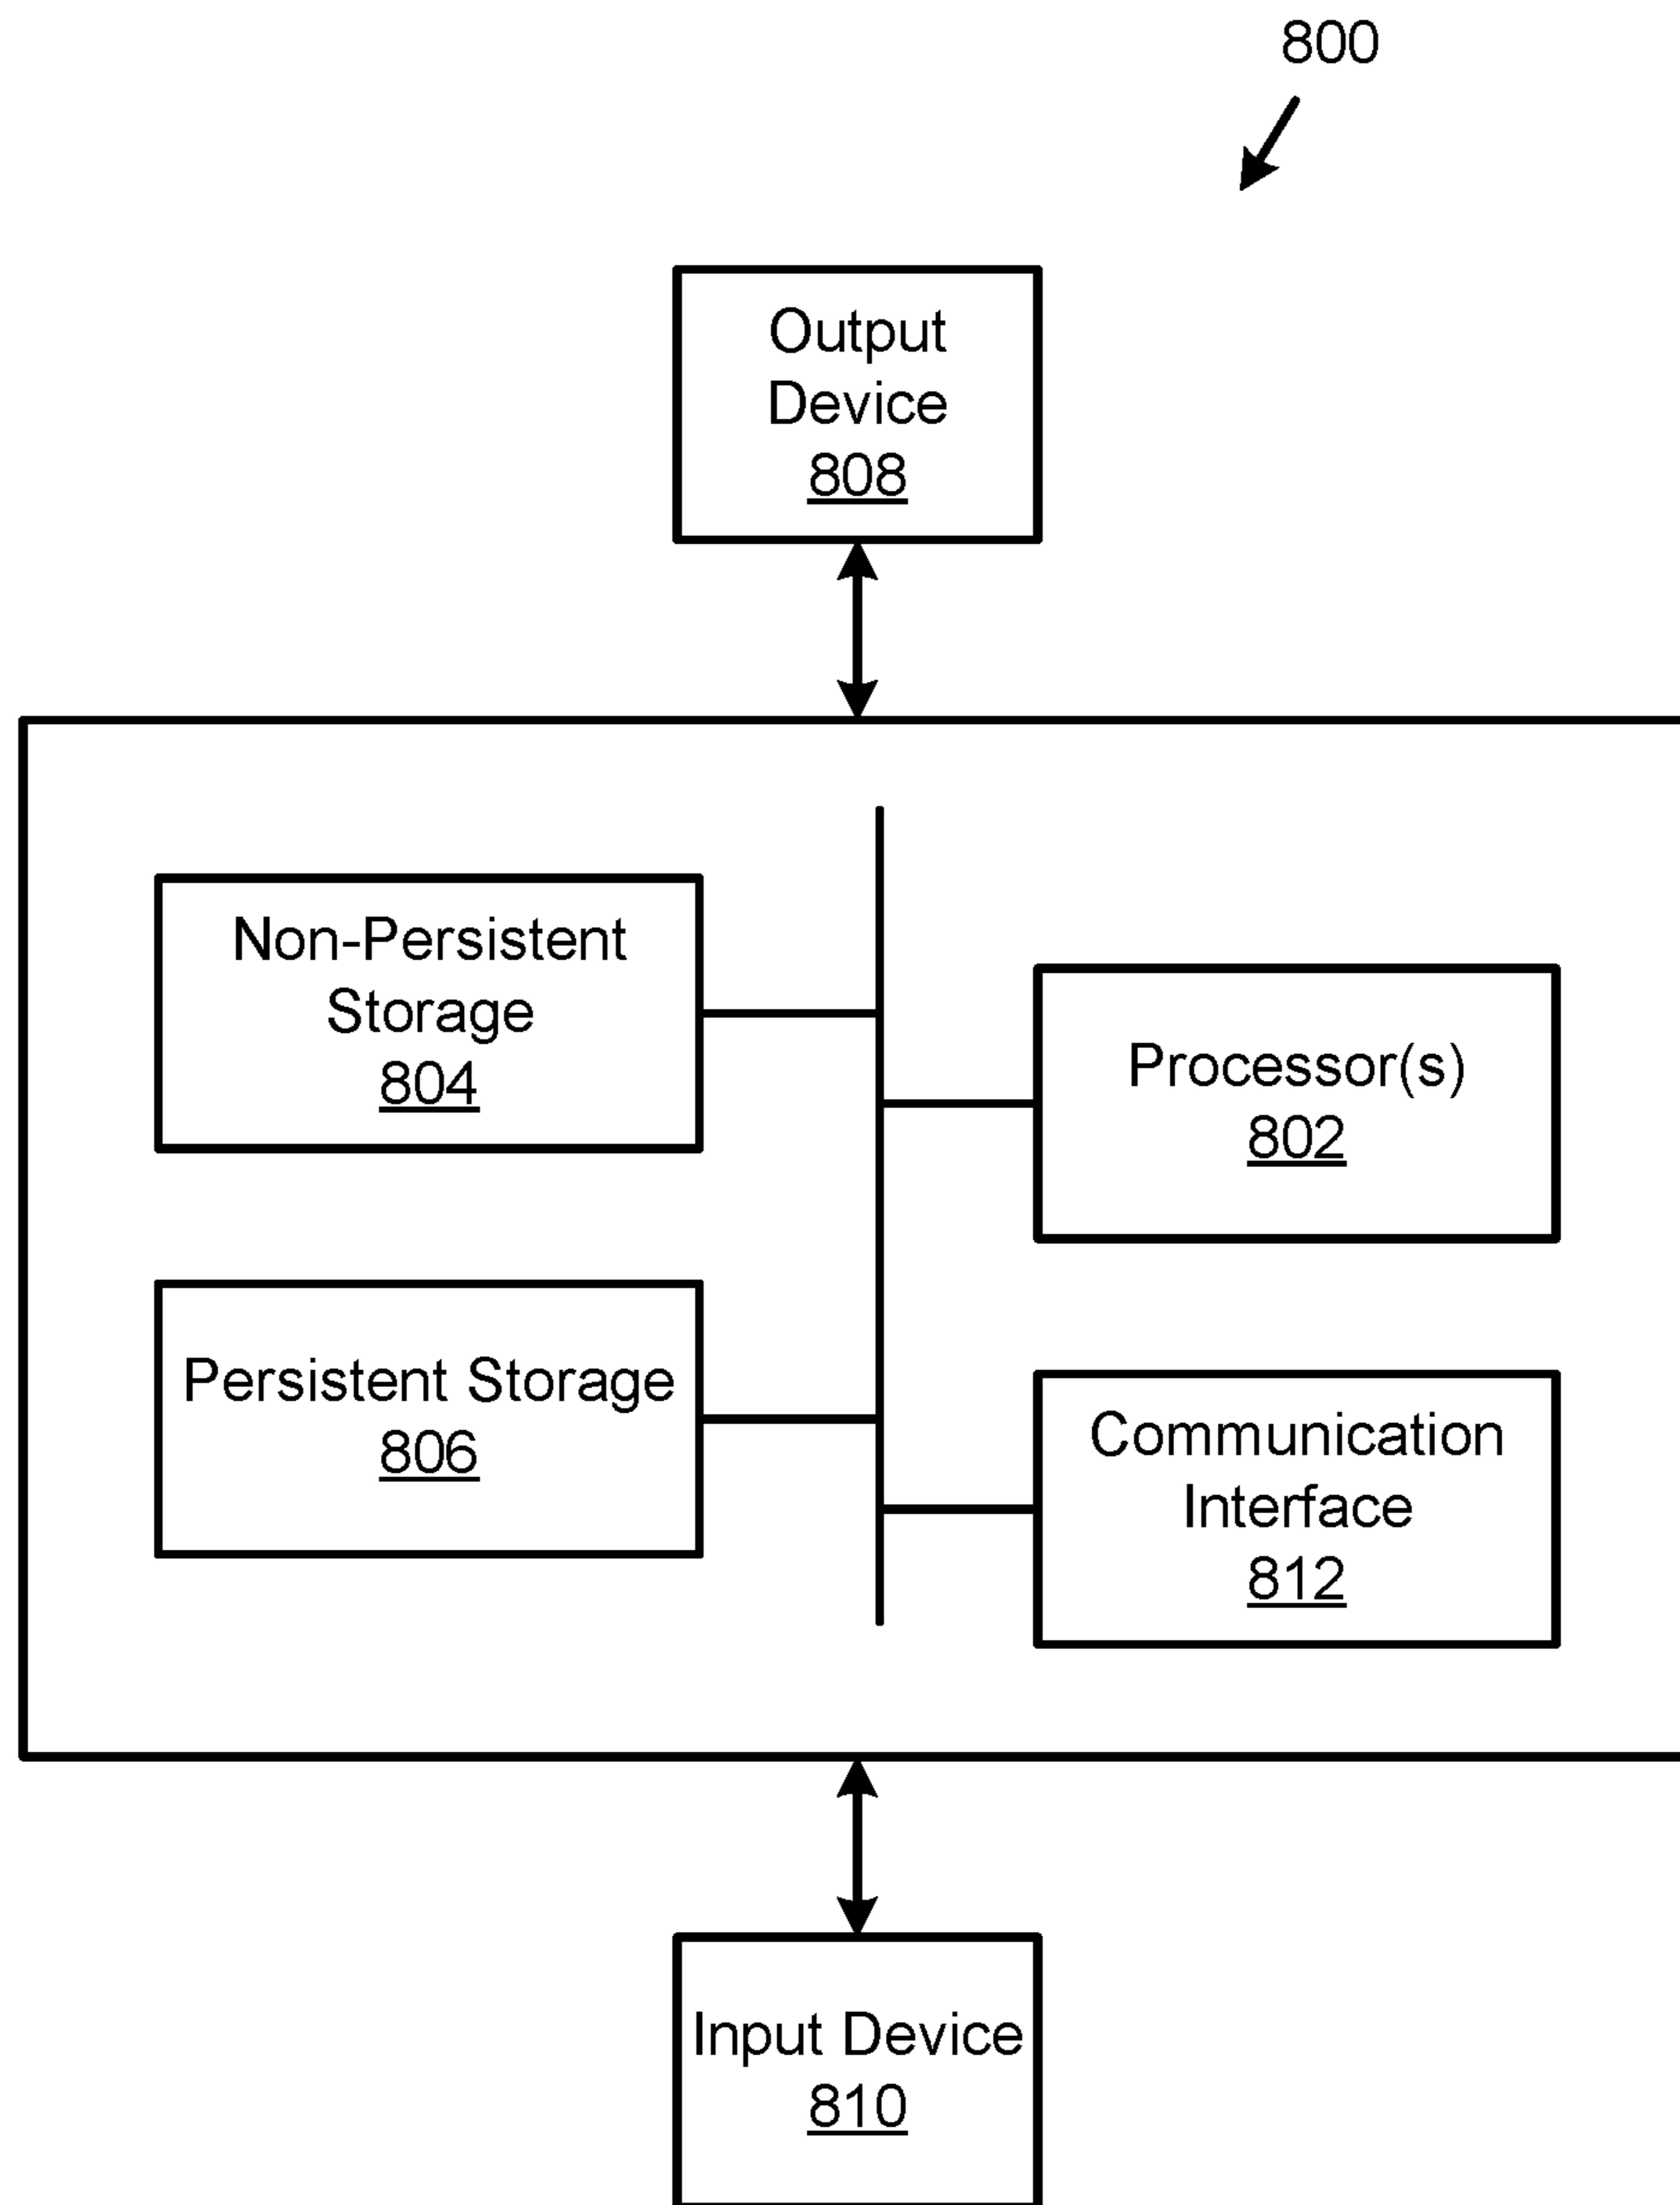 800
Output
Device
808
Non-Persistent
Storage
804
Processor(s)
802
Persistent Storage
806
Communication
Interface
812
Input Device
810